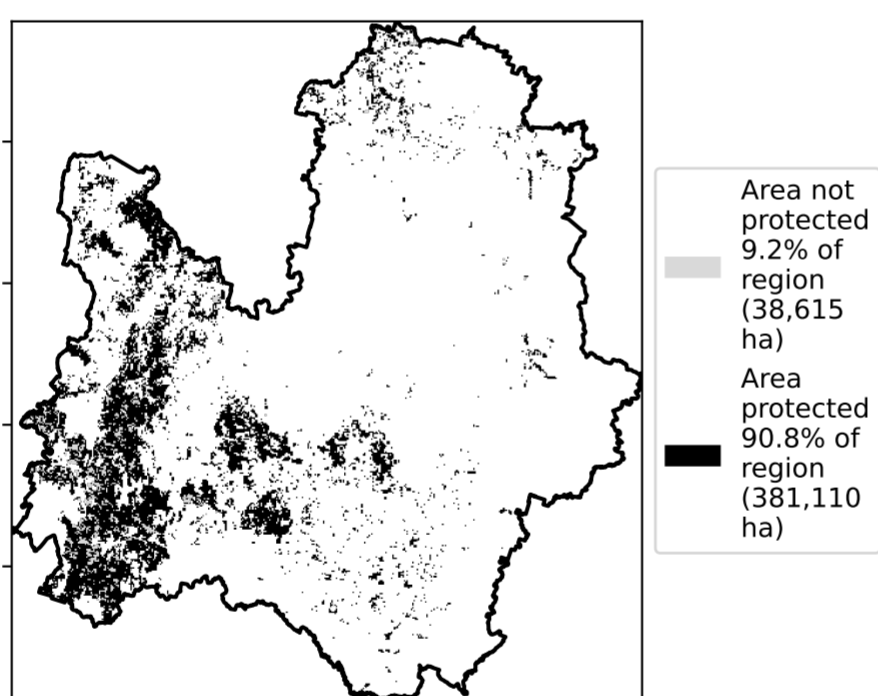 Area not
protected
9.2% of
region
(38,615
ha)
Area
protected
90.8% of
region
(381,110
ha)